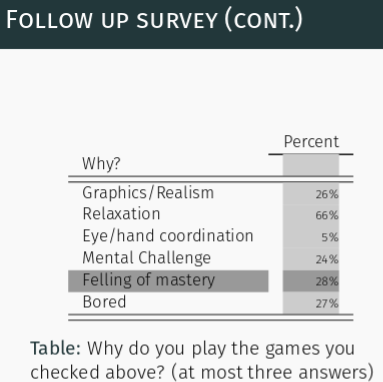 FOLLOW UP SURVEY (CONT.)
Percent
Why?
Graphics/Realism 26%
Relaxation 66%
Eye/hand coordination 5%
Mental Challenge 24%
Felling of mastery 28%
Bored 27%
Table: Why do you play the games you
checked above? (at most three answers)